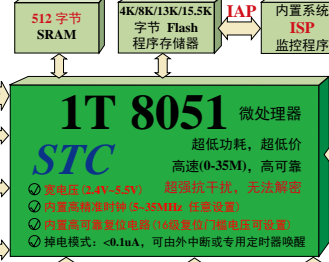 512 字节
SRAM
4K/8K/13K/15.5K
字节 Flash
程序存储器
IAP
内置系统
ISP
监控程序
1T 8051 微处理器
超低功耗，超低价
STC 高速(0-35M)，高可靠
宽电压(2.4V~5.5V) 超强抗干扰，无法解密
内置高精准时钟(5~35MHz 任意设置)
内置高可靠复位电路(16级复位门槛电压可设置)
掉电模式：<0.1uA，可由外中断或专用定时器唤醒